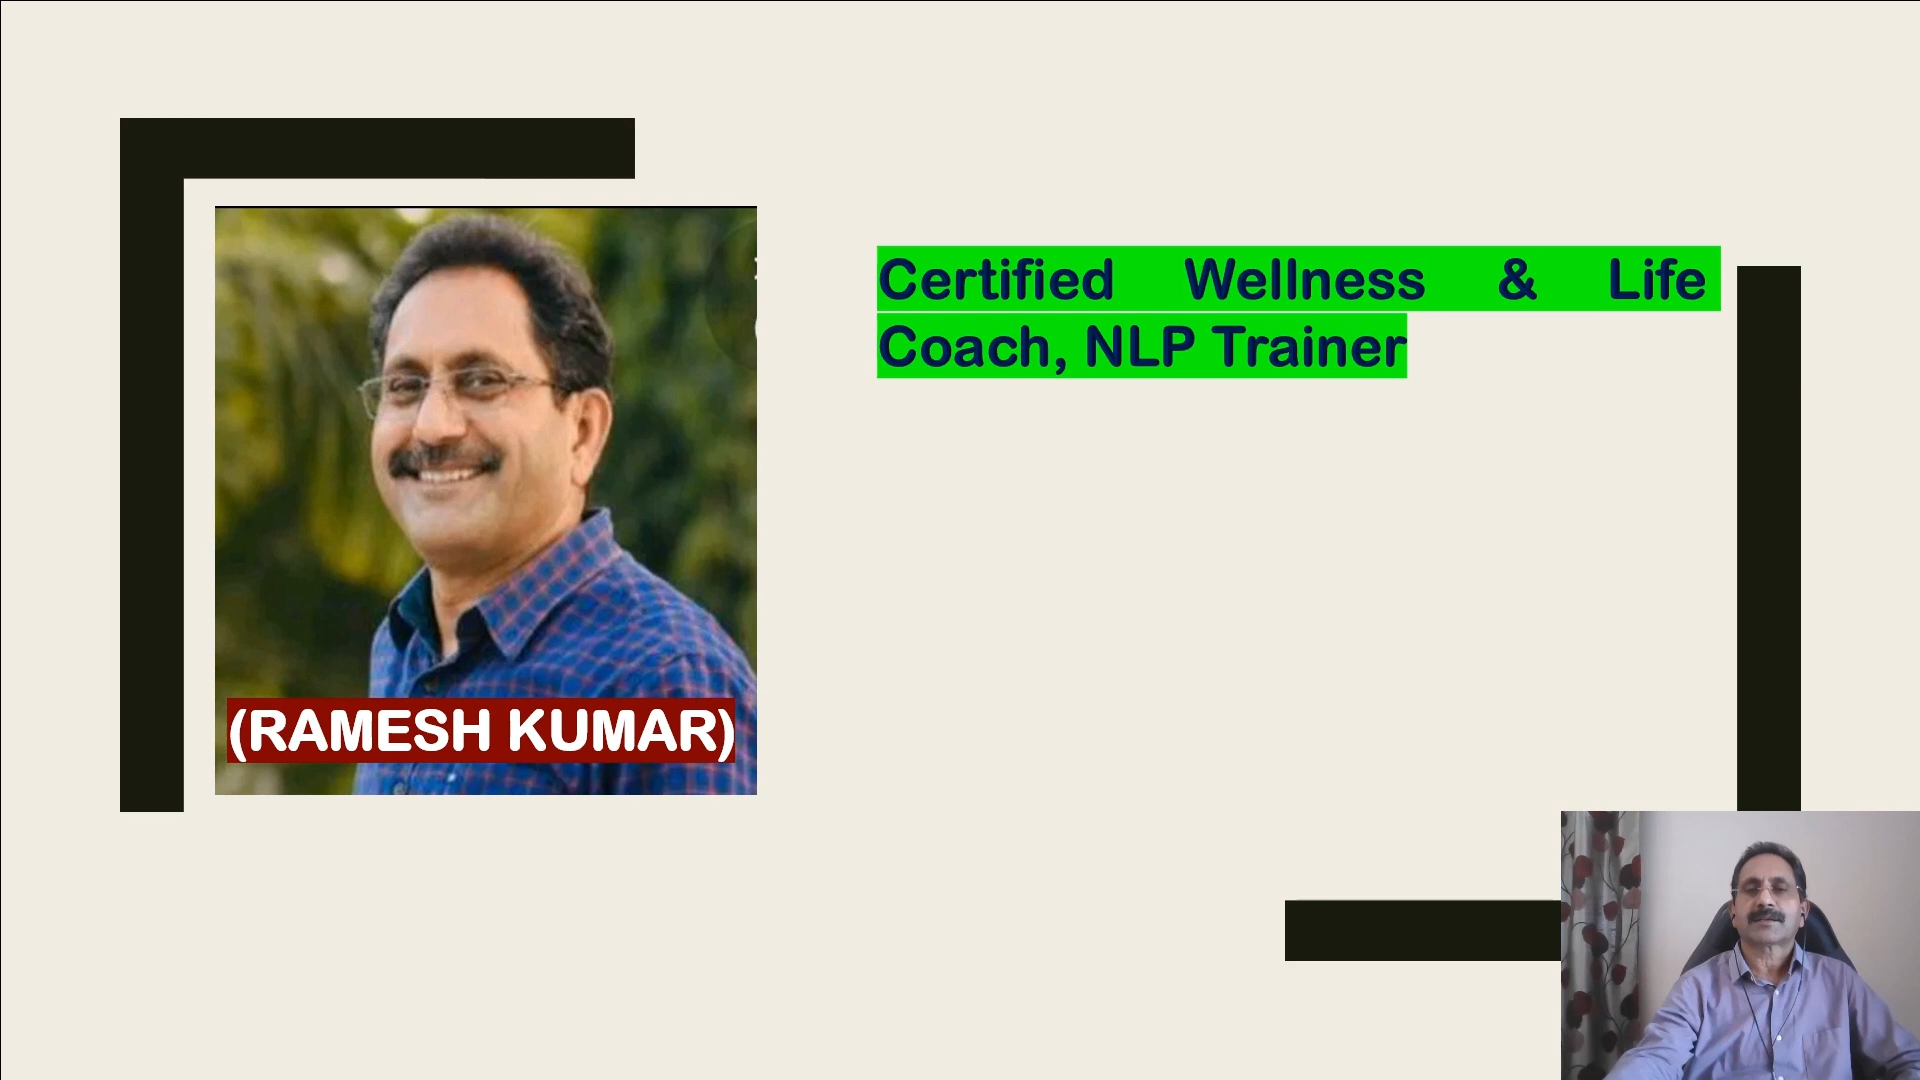 Certified Wellness & Life
Coach, NLP Trainer
(RAMESH KUMAR)